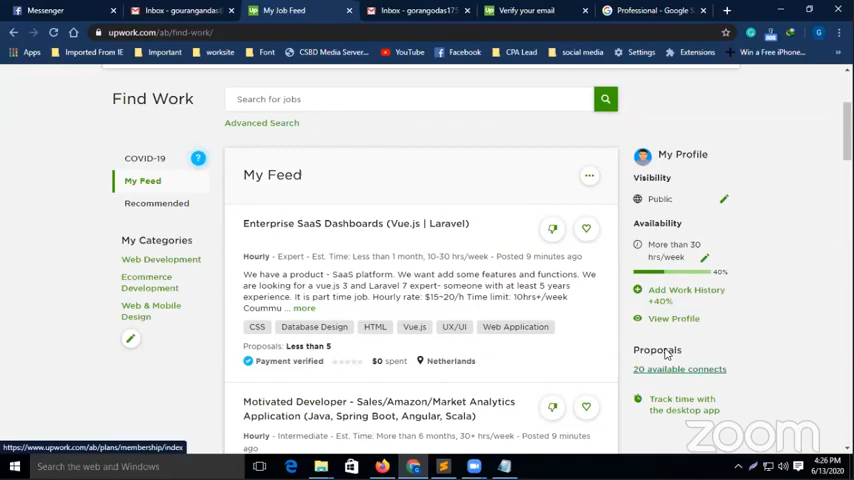 Messenger
Inbox - gourangandas
My Job Feed
Inbox - gorangodas175
Verify your email
Professional - Google S
upwork.com/ab/find-work/
Apps
Imported From IE
Important
worksite
Font
CSBD Media Server...
YouTube
Facebook
CPA Lead
social media
Settings
Extensions
Win a Free iPhone...
Find Work
Search for jobs
Advanced Search
COVID-19
?
My Feed
Recommended
My Categories
Web Development
Ecommerce
Development
Web & Mobile
Design
My Feed
Enterprise SaaS Dashboards (Vue.js | Laravel)
Hourly - Expert - Est. Time: Less than 1 month, 10-30 hrs/week - Posted 9 minutes ago
We have a product - SaaS platform. We want add some features and functions. We
are looking for a vue.js 3 and Laravel 7 expert- someone with at least 5 years
experience. It is part time job. Hourly rate: $15~20/h Time limit: 10hrs+/week
Coummu ... more
CSS
Database Design
HTML
Vue.js
UX/UI
Web Application
Proposals: Less than 5
Payment verified
$0 spent
Netherlands
Motivated Developer - Sales/Amazon/Market Analytics
Application (Java, Spring Boot, Angular, Scala)
Hourly - Intermediate - Est. Time: More than 6 months, 30+ hrs/week - Posted 9 minutes
ago
My Profile
Visibility
Public
Availability
More than 30
hrs/week
40%
Add Work History
+40%
View Profile
Proposals
20 available connects
Track time with
the desktop app
zoom
https://www.upwork.com/ab/plans/membership/index
Search the web and Windows
4:26 PM
6/13/2020